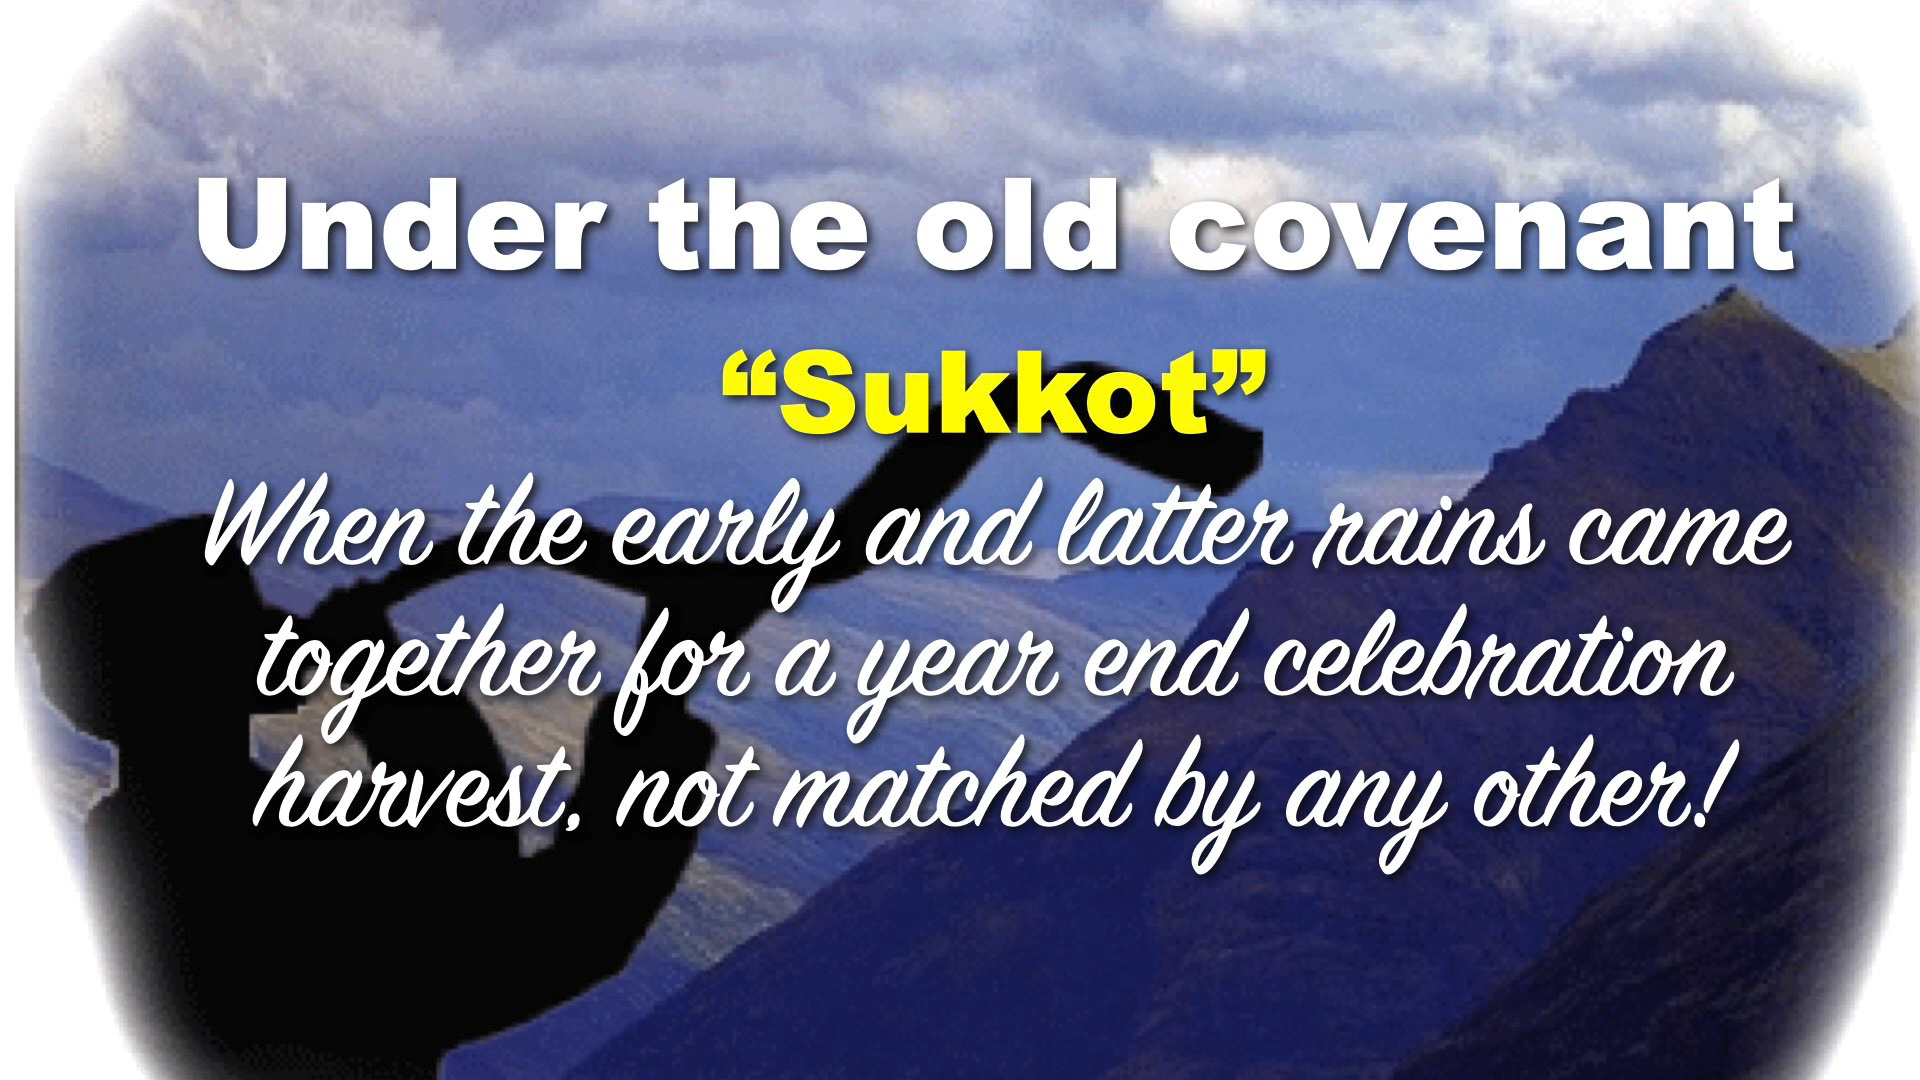 Under the old covenant
“Sukkot”
When the early and latter rains came
together for a year end celebration
harvest, not matched by any other!